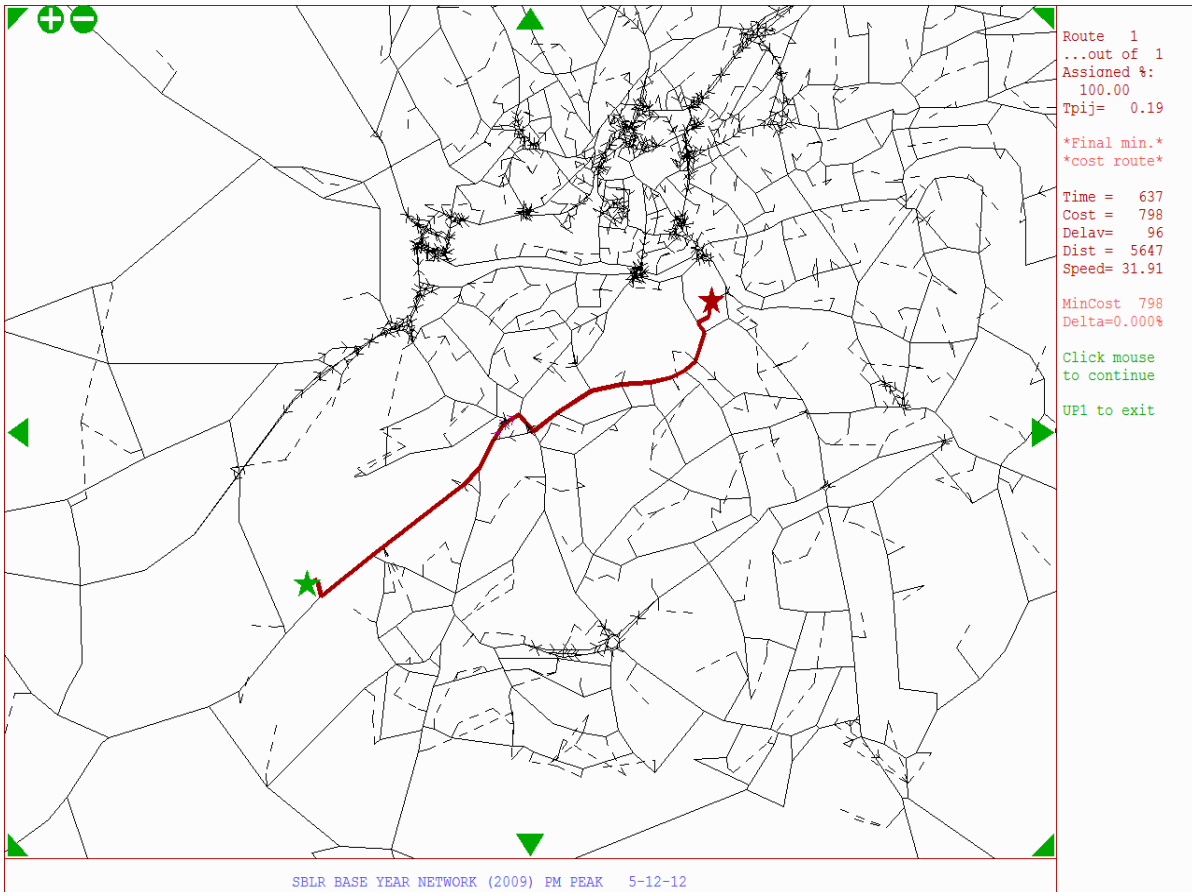 Route 1
...out of 1
Assigned %:
100.00
Tpij= 0.19
*Final min.*
*cost route*
Time = 637
Cost = 798
Delay= 96
Dist = 5647
Speed= 31.91
MinCost 798
Delta=0.000%
Click mouse
to continue
UP1 to exit
SBLR BASE YEAR NETWORK (2009) PM PEAK 5-12-12